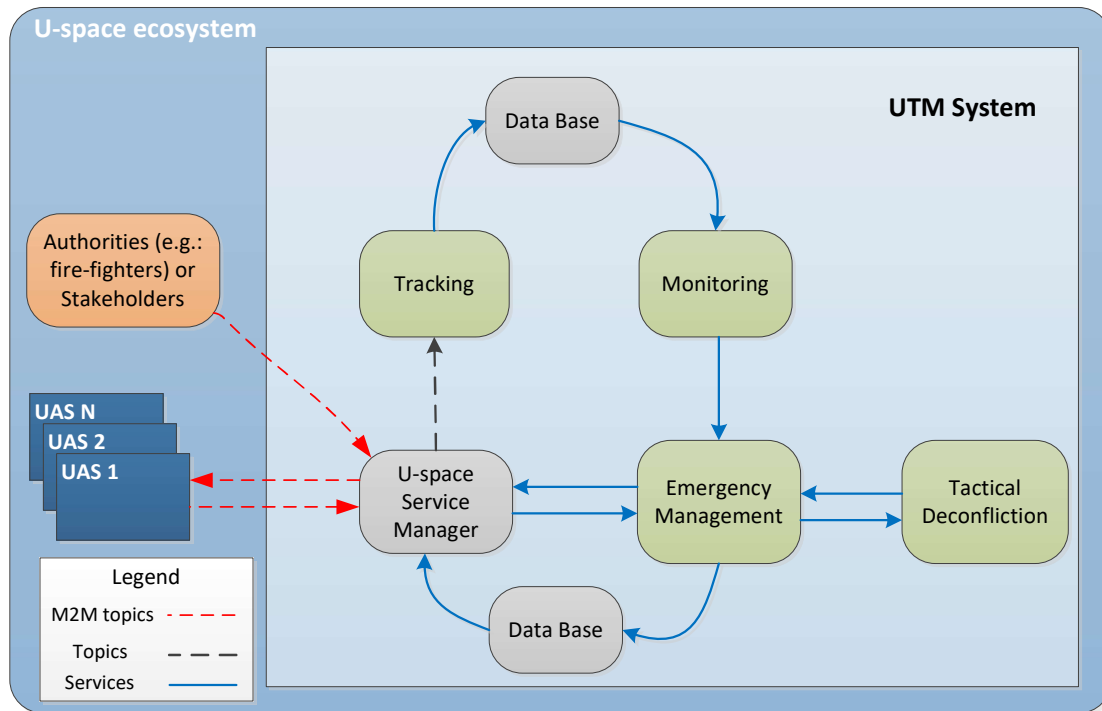 U-space ecosystem
UTM System
Data Base
Authorities (e.g.:
fire-fighters) or
Stakeholders
Tracking
Monitoring
UAS N
UAS 2
UAS 1
U-space
Service
Manager
Emergency
Management
Tactical
Deconfliction
Data Base
Legend
M2M topics
Topics
Services